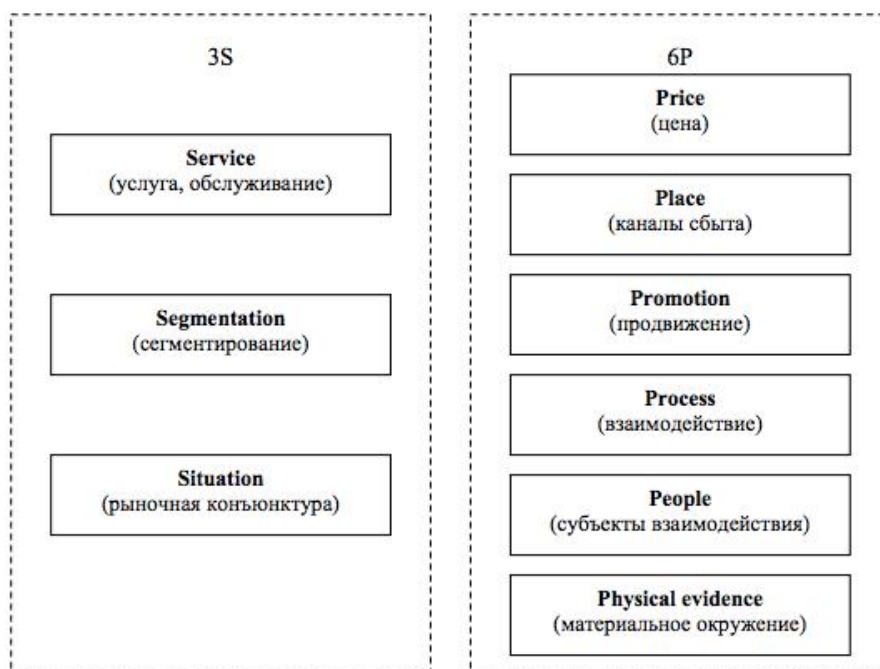 3S
Service
(услуга, обслуживание)
Segmentation
(сегментирование)
Situation
(рыночная конъюнктура)
6P
Price
(цена)
Place
(каналы сбыта)
Promotion
(продвижение)
Process
(взаимодействие)
People
(субъекты взаимодействия)
Physical evidence
(материальное окружение)